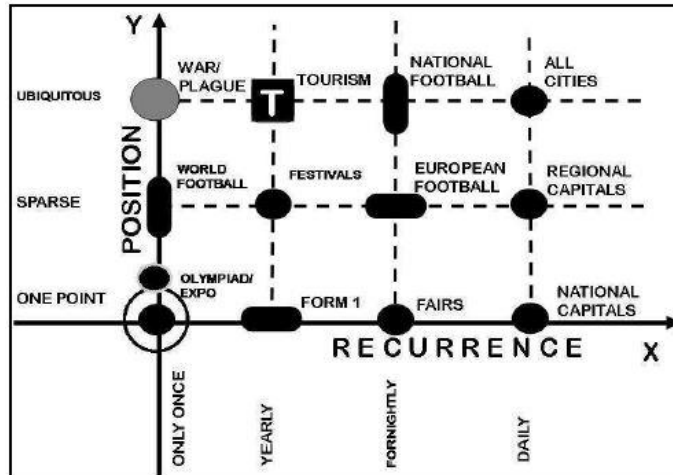 Y
WAR/
PLAGUE
T
TOURISM
NATIONAL
FOOTBALL
ALL
CITIES
UBIQUITOUS
POSITION
WORLD
FOOTBALL
FESTIVALS
EUROPEAN
FOOTBALL
REGIONAL
CAPITALS
SPARSE
OLYMPIAD/
EXPO
ONE POINT
FORM 1
FAIRS
NATIONAL
CAPITALS
RECURRENCE
X
ONLY ONCE
YEARLY
FORNIGHTLY
DAILY